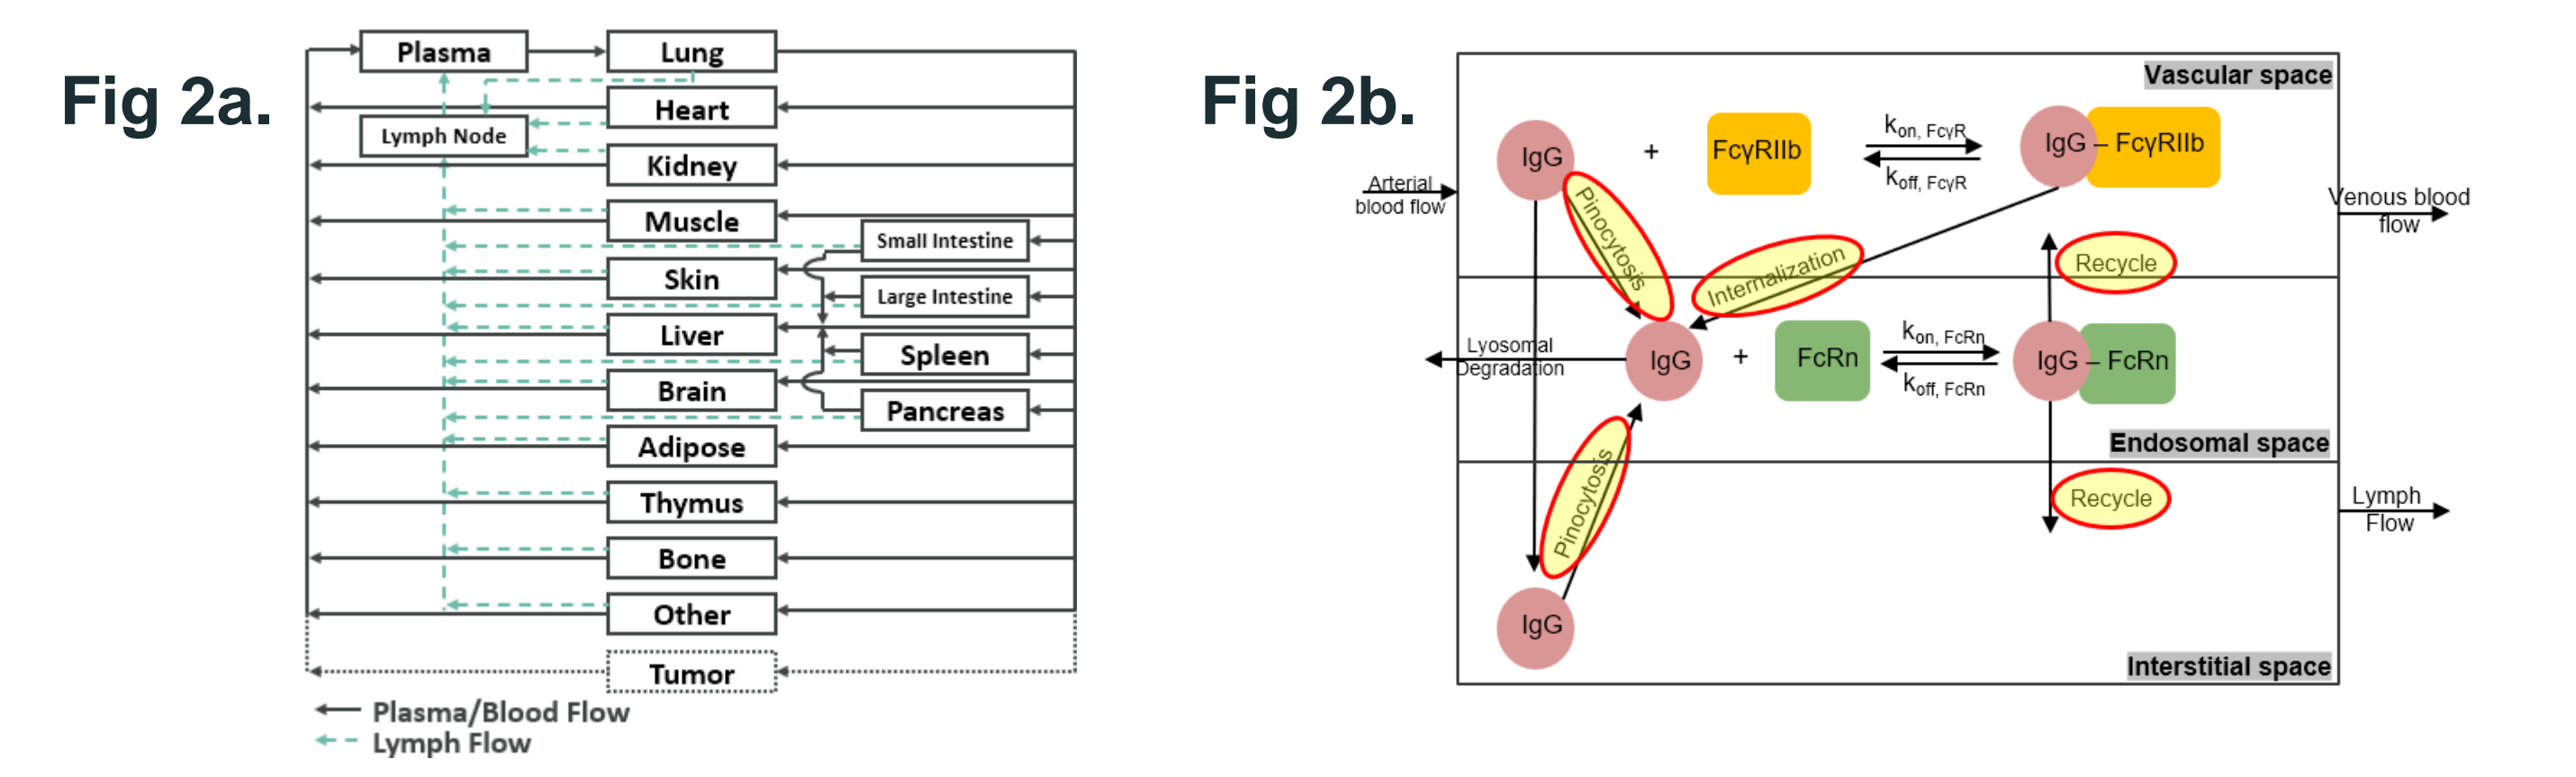 Fig 2a.
Plasma
Lung
Heart
Lymph Node
Kidney
Muscle
Small Intestine
Skin
Large Intestine
Liver
Spleen
Brain
Pancreas
Adipose
Thymus
Bone
Other
Tumor
Plasma/Blood Flow
Lymph Flow
Fig 2b.
Vascular space
IgG
+
FcγRIIb
kon, FcγR
koff, FcγR
IgG – FcγRIIb
Arterial
blood flow
Venous blood
flow
Pinocytosis
Internalization
Recycle
Lyosomal
Degradation
IgG
+
FcRn
kon, FcRn
koff, FcRn
IgG – FcRn
Endosomal space
Pinocytosis
Recycle
Lymph
Flow
IgG
Interstitial space